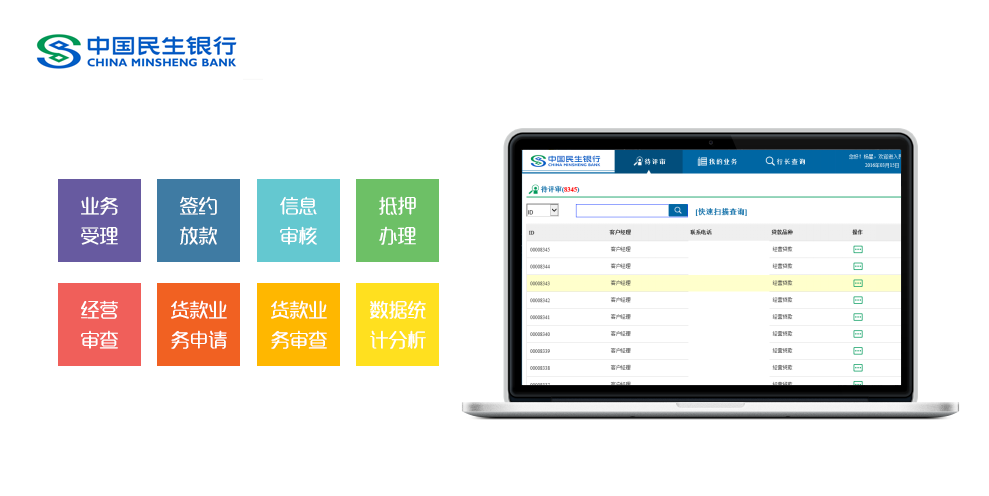 中国民生银行
CHINA MINSHENG BANK
业务
受理
签约
放款
信息
审核
抵押
办理
经营
审查
货款业
务申请
货款业
务审查
数据统
计分析
中国民生银行
CHINA MINSHENG BANK
待评审
我的业务
行长查询
您好！杨星，欢迎进入
2016年03月15日
待评审(8345)
ID
[快速扫描查询]
ID 客户经理 联系电话 贷款品种 操作
00008345 客户经理 经营贷款
00008344 客户经理 经营贷款
00008343 客户经理 经营贷款
00008342 客户经理 经营贷款
00008341 客户经理 经营贷款
00008340 客户经理 经营贷款
00008339 客户经理 经营贷款
00008338 客户经理 经营贷款
00008337 客户经理 经营贷款